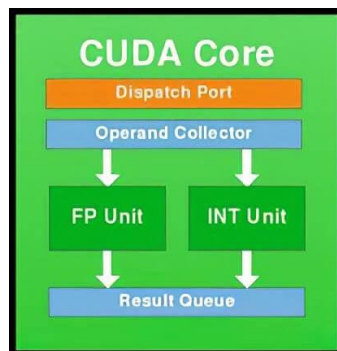 CUDA Core
Dispatch Port
Operand Collector
FP Unit INT Unit
Result Queue